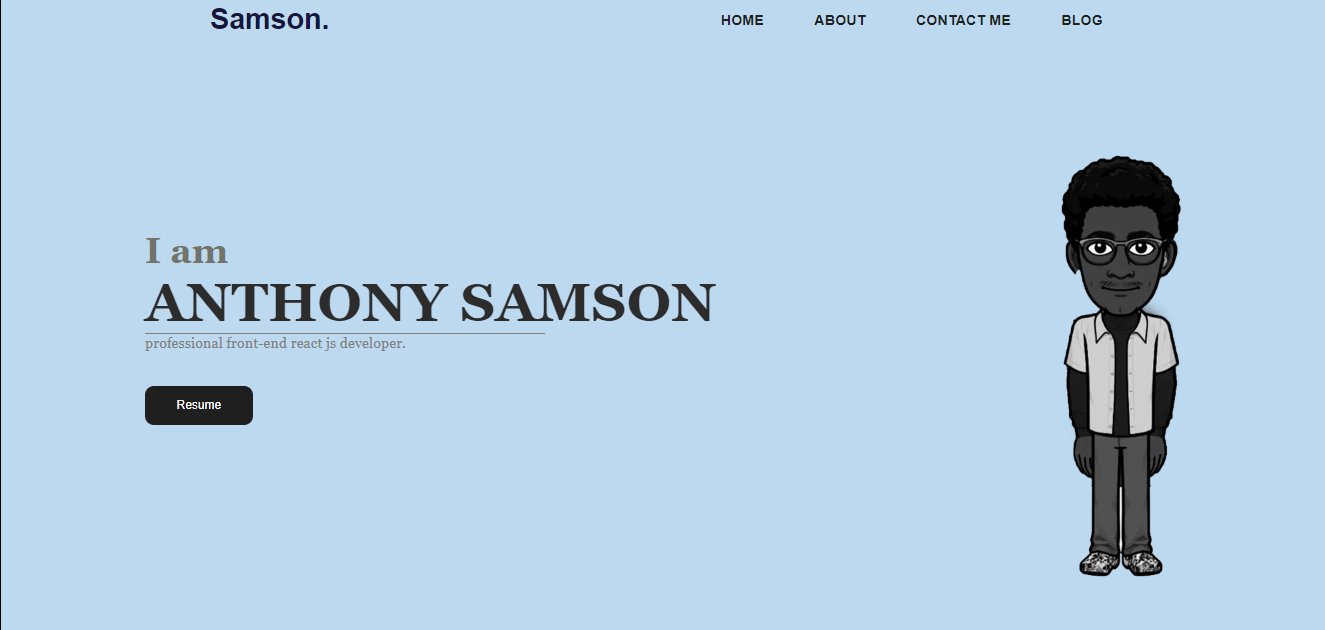 Samson.
HOME ABOUT CONTACT ME BLOG
I am
ANTHONY SAMSON
professional front-end react js developer.
Resume